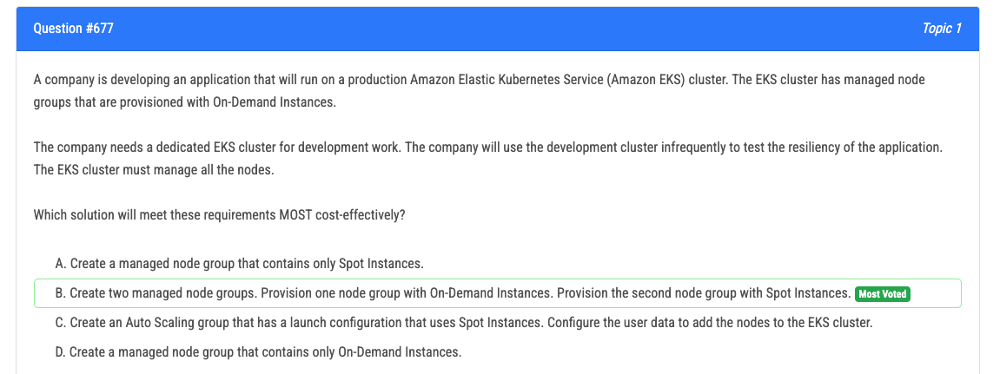 Question #677
Topic 1
A company is developing an application that will run on a production Amazon Elastic Kubernetes Service (Amazon EKS) cluster. The EKS cluster has managed node
groups that are provisioned with On-Demand Instances.
The company needs a dedicated EKS cluster for development work. The company will use the development cluster infrequently to test the resiliency of the application.
The EKS cluster must manage all the nodes.
Which solution will meet these requirements MOST cost-effectively?
A. Create a managed node group that contains only Spot Instances.
B. Create two managed node groups. Provision one node group with On-Demand Instances. Provision the second node group with Spot Instances. Most Voted
C. Create an Auto Scaling group that has a launch configuration that uses Spot Instances. Configure the user data to add the nodes to the EKS cluster.
D. Create a managed node group that contains only On-Demand Instances.